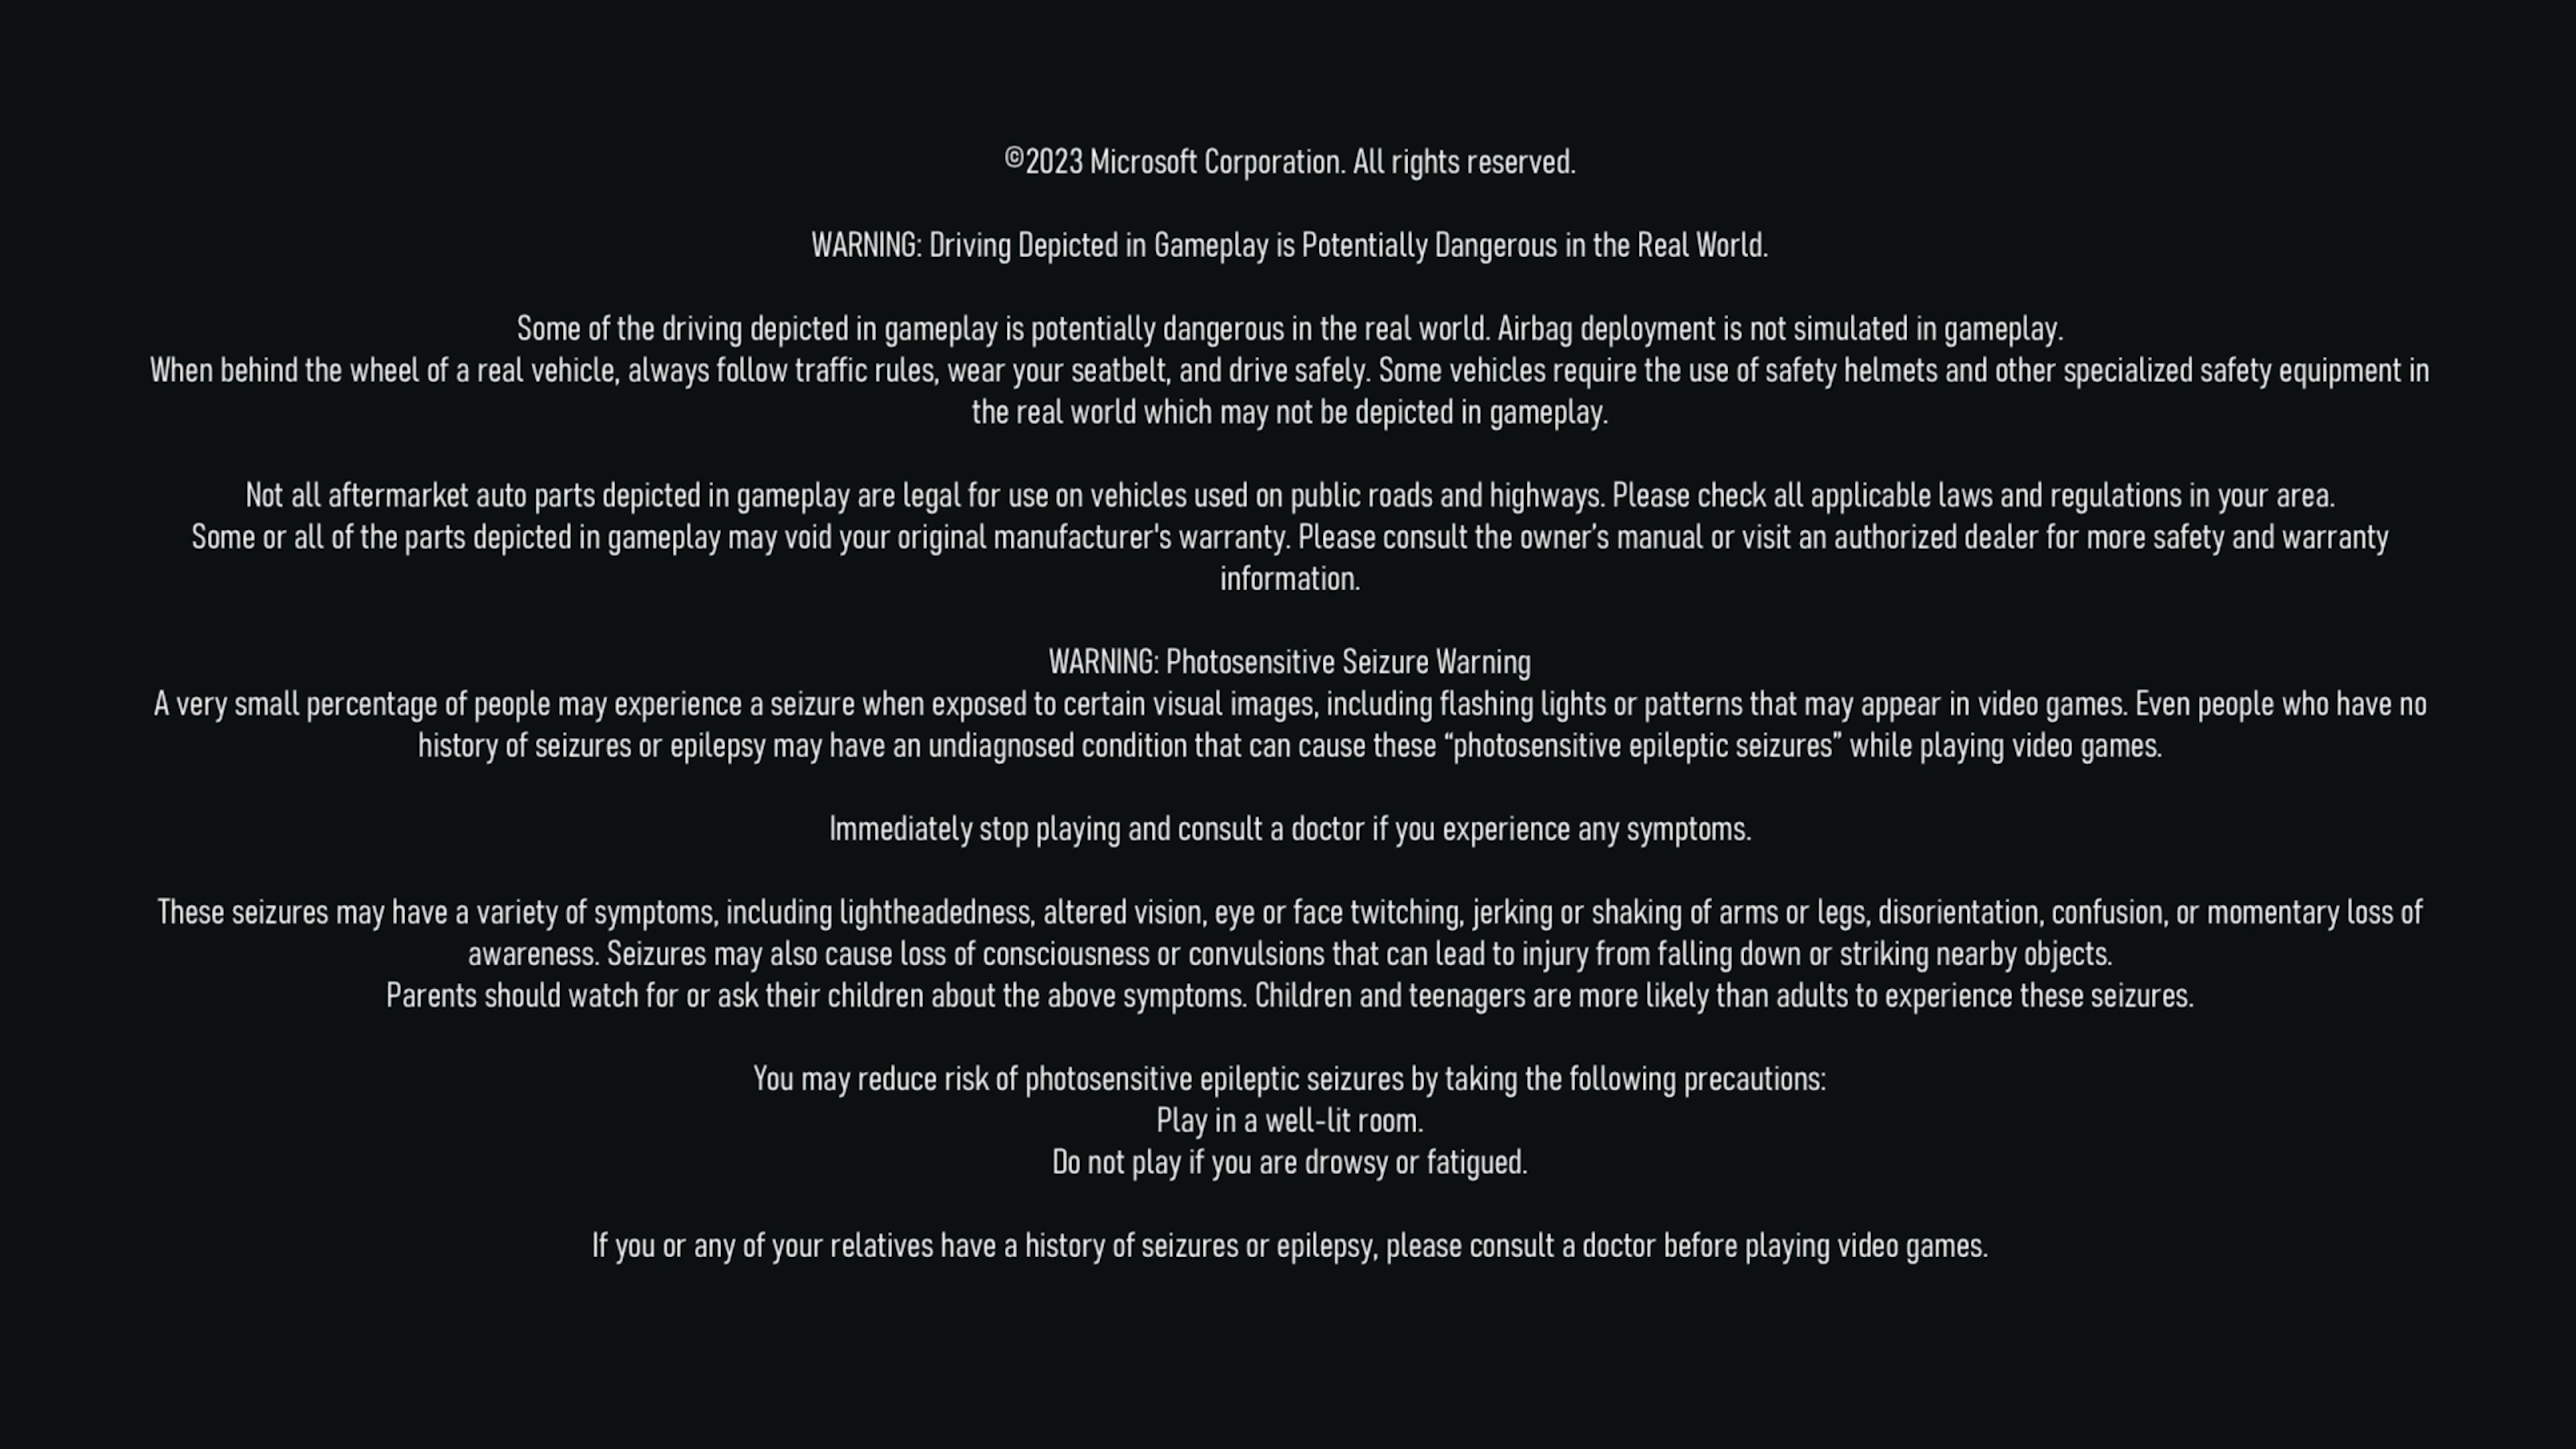 ©2023 Microsoft Corporation. All rights reserved.
WARNING: Driving Depicted in Gameplay is Potentially Dangerous in the Real World.
Some of the driving depicted in gameplay is potentially dangerous in the real world. Airbag deployment is not simulated in gameplay.
When behind the wheel of a real vehicle, always follow traffic rules, wear your seatbelt, and drive safely. Some vehicles require the use of safety helmets and other specialized safety equipment in
the real world which may not be depicted in gameplay.
Not all aftermarket auto parts depicted in gameplay are legal for use on vehicles used on public roads and highways. Please check all applicable laws and regulations in your area.
Some or all of the parts depicted in gameplay may void your original manufacturer's warranty. Please consult the owner’s manual or visit an authorized dealer for more safety and warranty
information.
WARNING: Photosensitive Seizure Warning
A very small percentage of people may experience a seizure when exposed to certain visual images, including flashing lights or patterns that may appear in video games. Even people who have no
history of seizures or epilepsy may have an undiagnosed condition that can cause these “photosensitive epileptic seizures” while playing video games.
Immediately stop playing and consult a doctor if you experience any symptoms.
These seizures may have a variety of symptoms, including lightheadedness, altered vision, eye or face twitching, jerking or shaking of arms or legs, disorientation, confusion, or momentary loss of
awareness. Seizures may also cause loss of consciousness or convulsions that can lead to injury from falling down or striking nearby objects.
Parents should watch for or ask their children about the above symptoms. Children and teenagers are more likely than adults to experience these seizures.
You may reduce risk of photosensitive epileptic seizures by taking the following precautions:
Play in a well-lit room.
Do not play if you are drowsy or fatigued.
If you or any of your relatives have a history of seizures or epilepsy, please consult a doctor before playing video games.